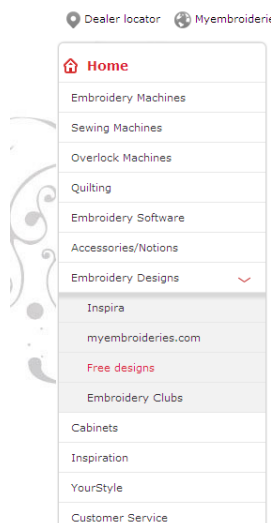 Dealer locator Myembroiderie
Home
Embroidery Machines
Sewing Machines
Overlock Machines
Quilting
Embroidery Software
Accessories/Notions
Embroidery Designs
Inspira
myembroideries.com
Free designs
Embroidery Clubs
Cabinets
Inspiration
YourStyle
Customer Service